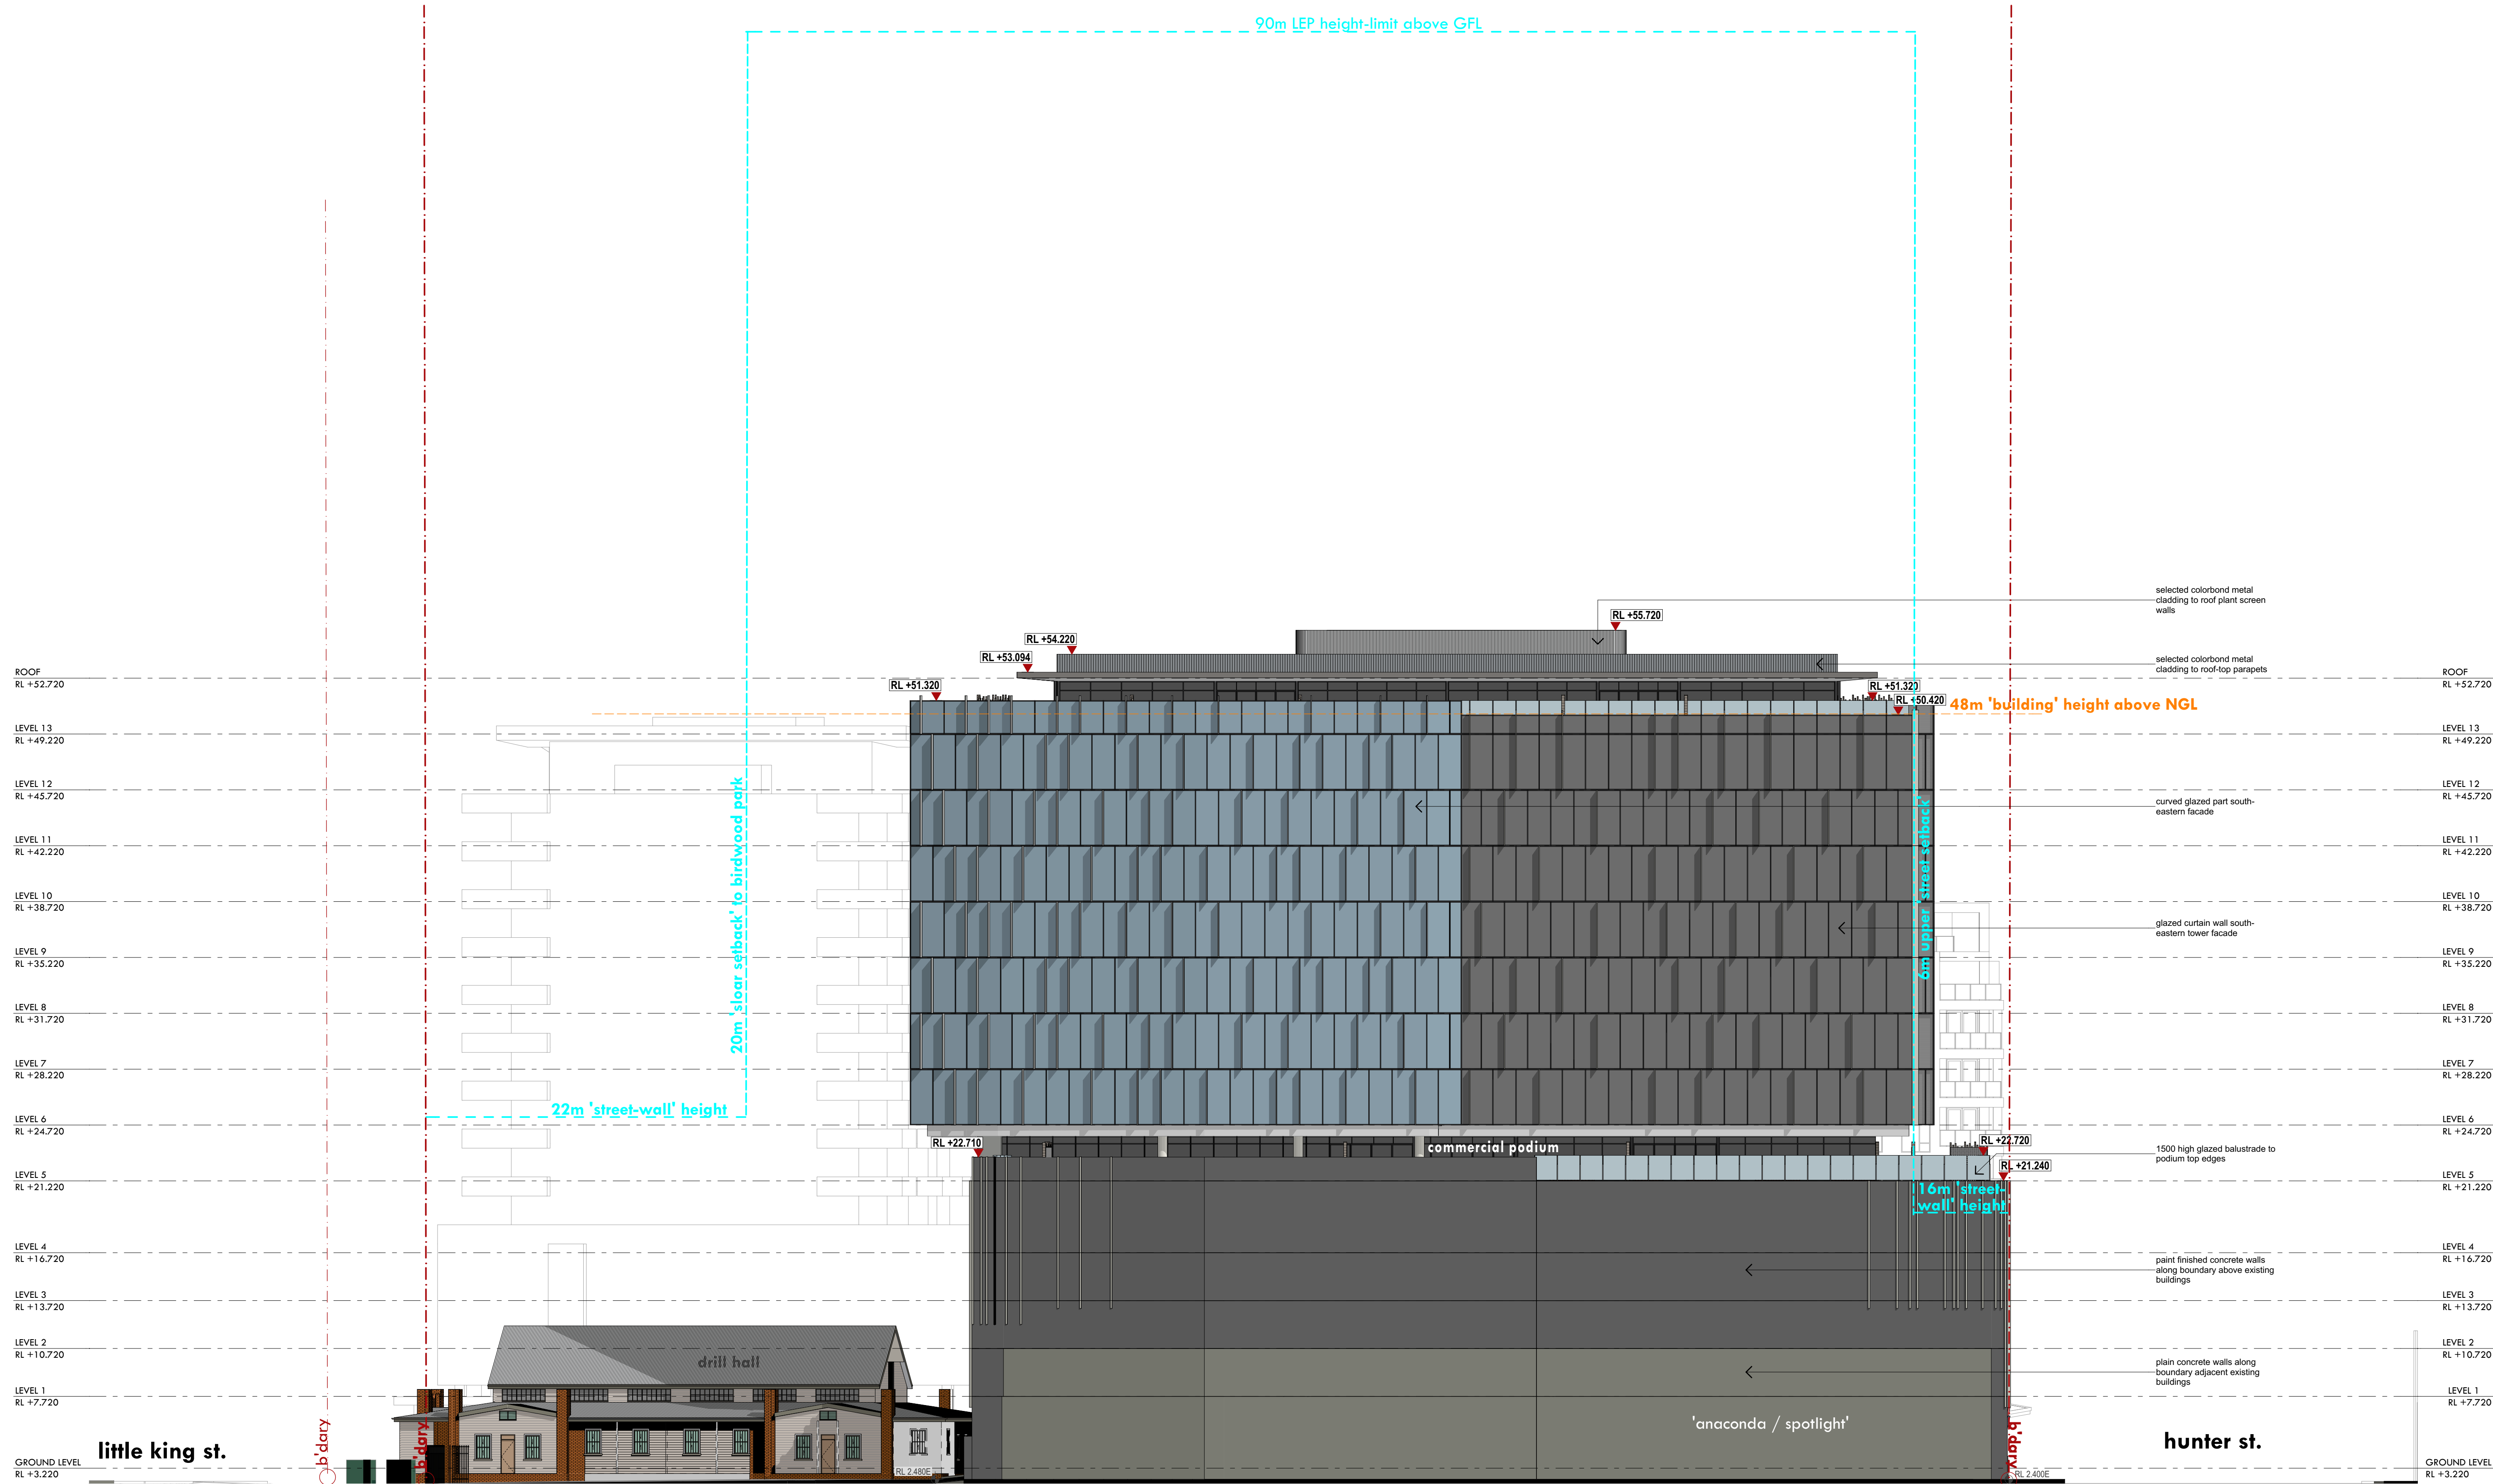 90m LEP height-limit above GFL
selected colorbond metal
cladding to roof plant screen
walls
RL +55.720
RL +54.220
RL +53.094
selected colorbond metal
cladding to roof-top parapets
ROOF
RL +52.720
ROOF
RL +52.720
RL +51.320
RL +51.320
RL +50.420
48m 'building' height above NGL
LEVEL 13
RL +49.220
LEVEL 13
RL +49.220
LEVEL 12
RL +45.720
LEVEL 12
RL +45.720
curved glazed part south-
eastern facade
20m 'sloar setback' to birdwood park
6m upper 'street setback'
LEVEL 11
RL +42.220
LEVEL 11
RL +42.220
LEVEL 10
RL +38.720
LEVEL 10
RL +38.720
glazed curtain wall south-
eastern tower facade
LEVEL 9
RL +35.220
LEVEL 9
RL +35.220
LEVEL 8
RL +31.720
LEVEL 8
RL +31.720
LEVEL 7
RL +28.220
LEVEL 7
RL +28.220
22m 'street-wall' height
LEVEL 6
RL +24.720
LEVEL 6
RL +24.720
RL +22.710
commercial podium
RL +22.720
1500 high glazed balustrade to
podium top edges
RL +21.240
LEVEL 5
RL +21.220
LEVEL 5
RL +21.220
16m 'street-
wall' height
LEVEL 4
RL +16.720
LEVEL 4
RL +16.720
paint finished concrete walls
along boundary above existing
buildings
LEVEL 3
RL +13.720
LEVEL 3
RL +13.720
LEVEL 2
RL +10.720
LEVEL 2
RL +10.720
drill hall
plain concrete walls along
boundary adjacent existing
buildings
LEVEL 1
RL +7.720
LEVEL 1
RL +7.720
'anaconda / spotlight'
little king st.
b'dary
b'dary
b'dary
hunter st.
GROUND LEVEL
RL +3.220
RL 2.480E
RL 2.400E
GROUND LEVEL
RL +3.220